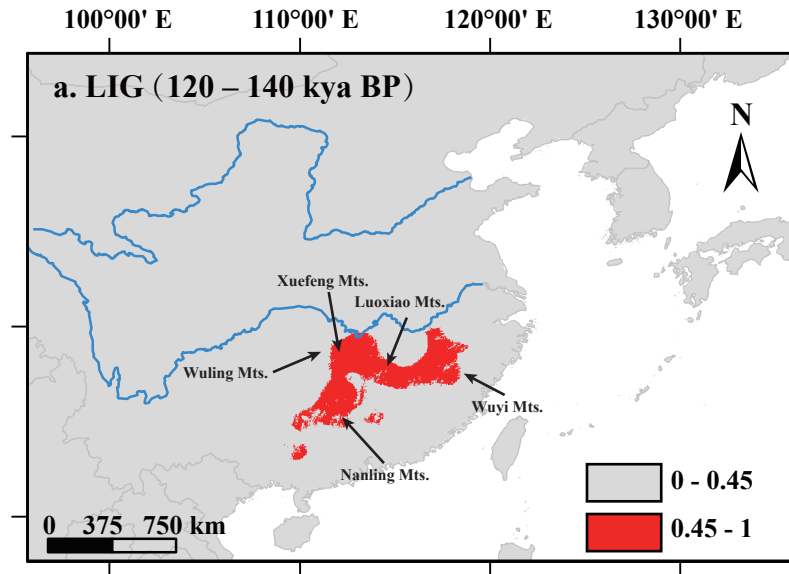 100°00' E 110°00' E 120°00' E 130°00' E
a. LIG (120 – 140 kya BP)
N
Xuefeng Mts.
Luoxiao Mts.
Wuling Mts.
Wuyi Mts.
Nanling Mts.
0 - 0.45
0.45 - 1
0 375 750 km